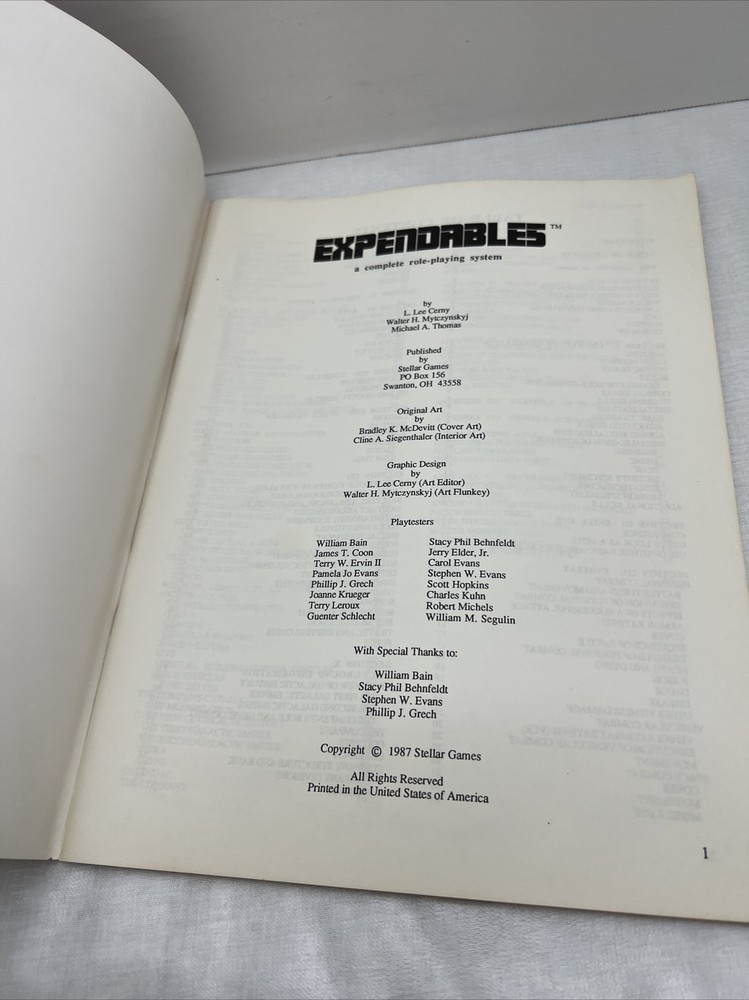 EXPENDABLES™
a complete role-playing system
by
L. Lee Cerny
Walter H. Mytczynskyj
Michael A. Thomas
Published
by
Stellar Games
PO Box 156
Swanton, OH 43558
Original Art
by
Bradley K. McDevitt (Cover Art)
Cline A. Siegenthaler (Interior Art)
Graphic Design
by
L. Lee Cerny (Art Editor)
Walter H. Mytczynskyj (Art Flunkey)
Playtesters
William Bain
James T. Coon
Terry W. Ervin II
Pamela Jo Evans
Phillip J. Grech
Joanne Krueger
Terry Leroux
Guenter Schlecht
Stacy Phil Behnfeldt
Jerry Elder, Jr.
Carol Evans
Stephen W. Evans
Scott Hopkins
Charles Kuhn
Robert Michels
William M. Segulin
With Special Thanks to:
William Bain
Stacy Phil Behnfeldt
Stephen W. Evans
Phillip J. Grech
Copyright © 1987 Stellar Games
All Rights Reserved
Printed in the United States of America
1